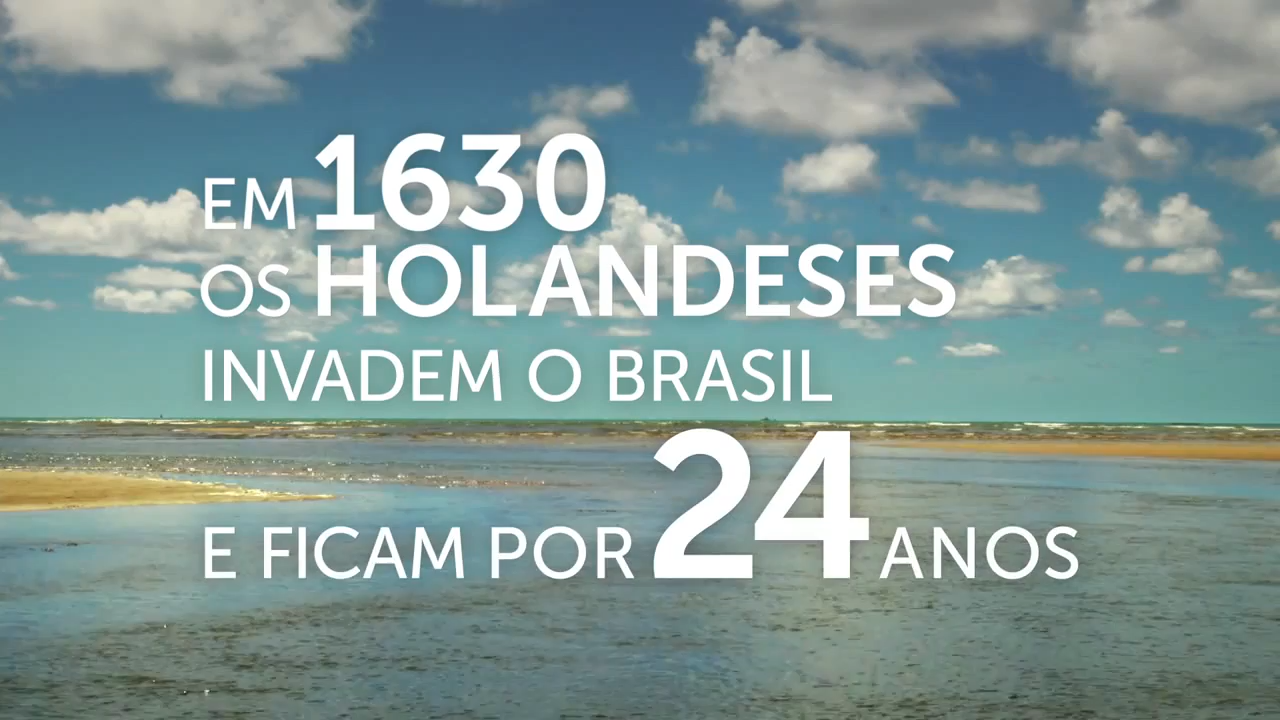 EM 1630
OS HOLANDESES
INVADEM O BRASIL
E FICAM POR 24 ANOS